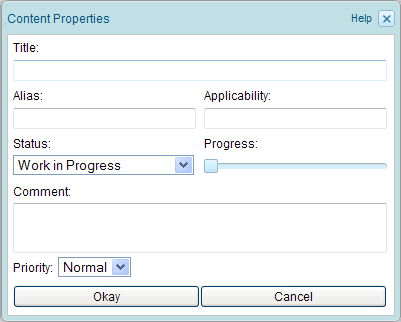 Content Properties Help
Title:
Alias: Applicability:
Status: Progress:
Work in Progress
Comment:
Priority: Normal
Okay Cancel